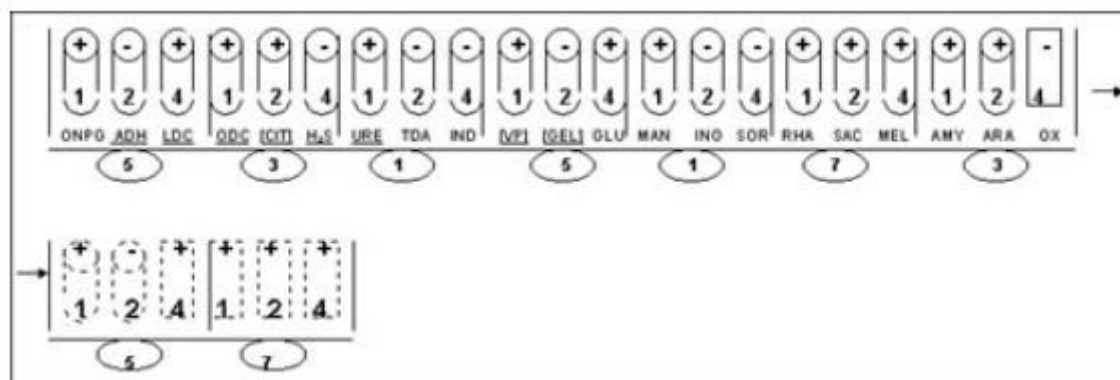 + - + + + - + - - + - + + - - + + + + + -
1 2 4 1 2 4 1 2 4 1 2 4 1 2 4 1 2 4 1 2 4
ONPG ADH LDC ODC [CIT] H₂S URE TDA IND [VP] [GEL] GLU MAN INO SOR RHA SAC MEL AMY ARA OX
5 3 1 5 1 7 3
+ - + + + +
1 2 4 1 2 4
5 7